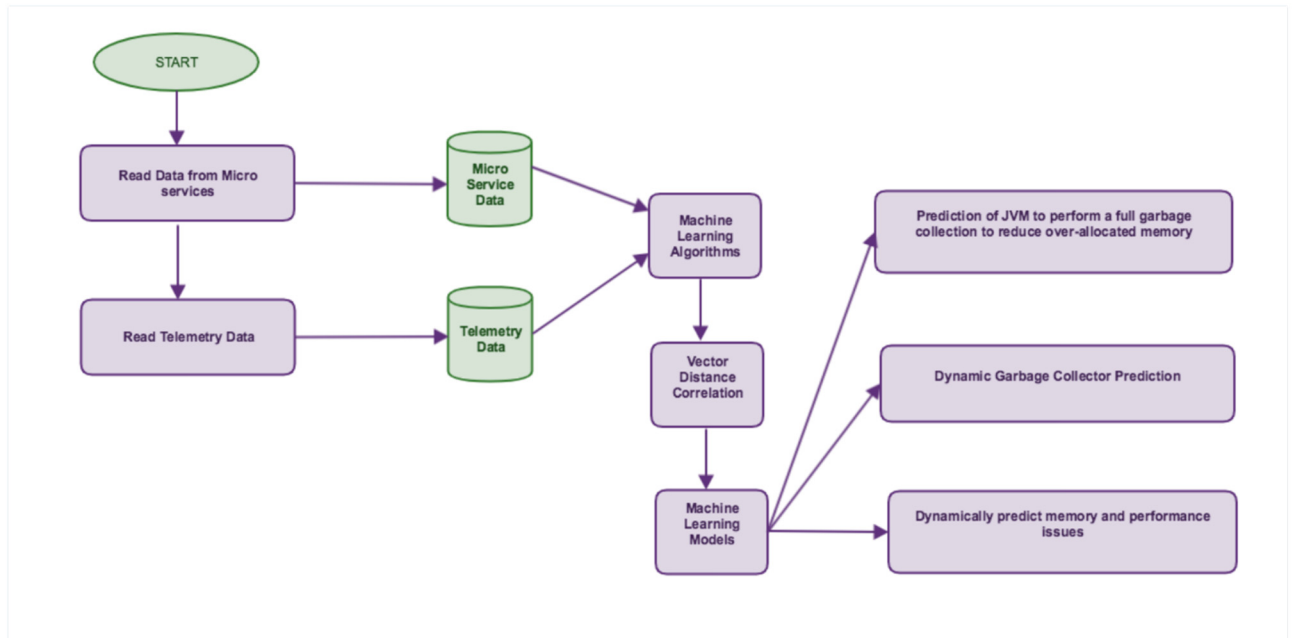 START
Read Data from Micro
services
Micro
Service
Data
Machine
Learning
Algorithms
Prediction of JVM to perform a full garbage
collection to reduce over-allocated memory
Read Telemetry Data
Telemetry
Data
Vector
Distance
Correlation
Dynamic Garbage Collector Prediction
Machine
Learning
Models
Dynamically predict memory and performance
issues